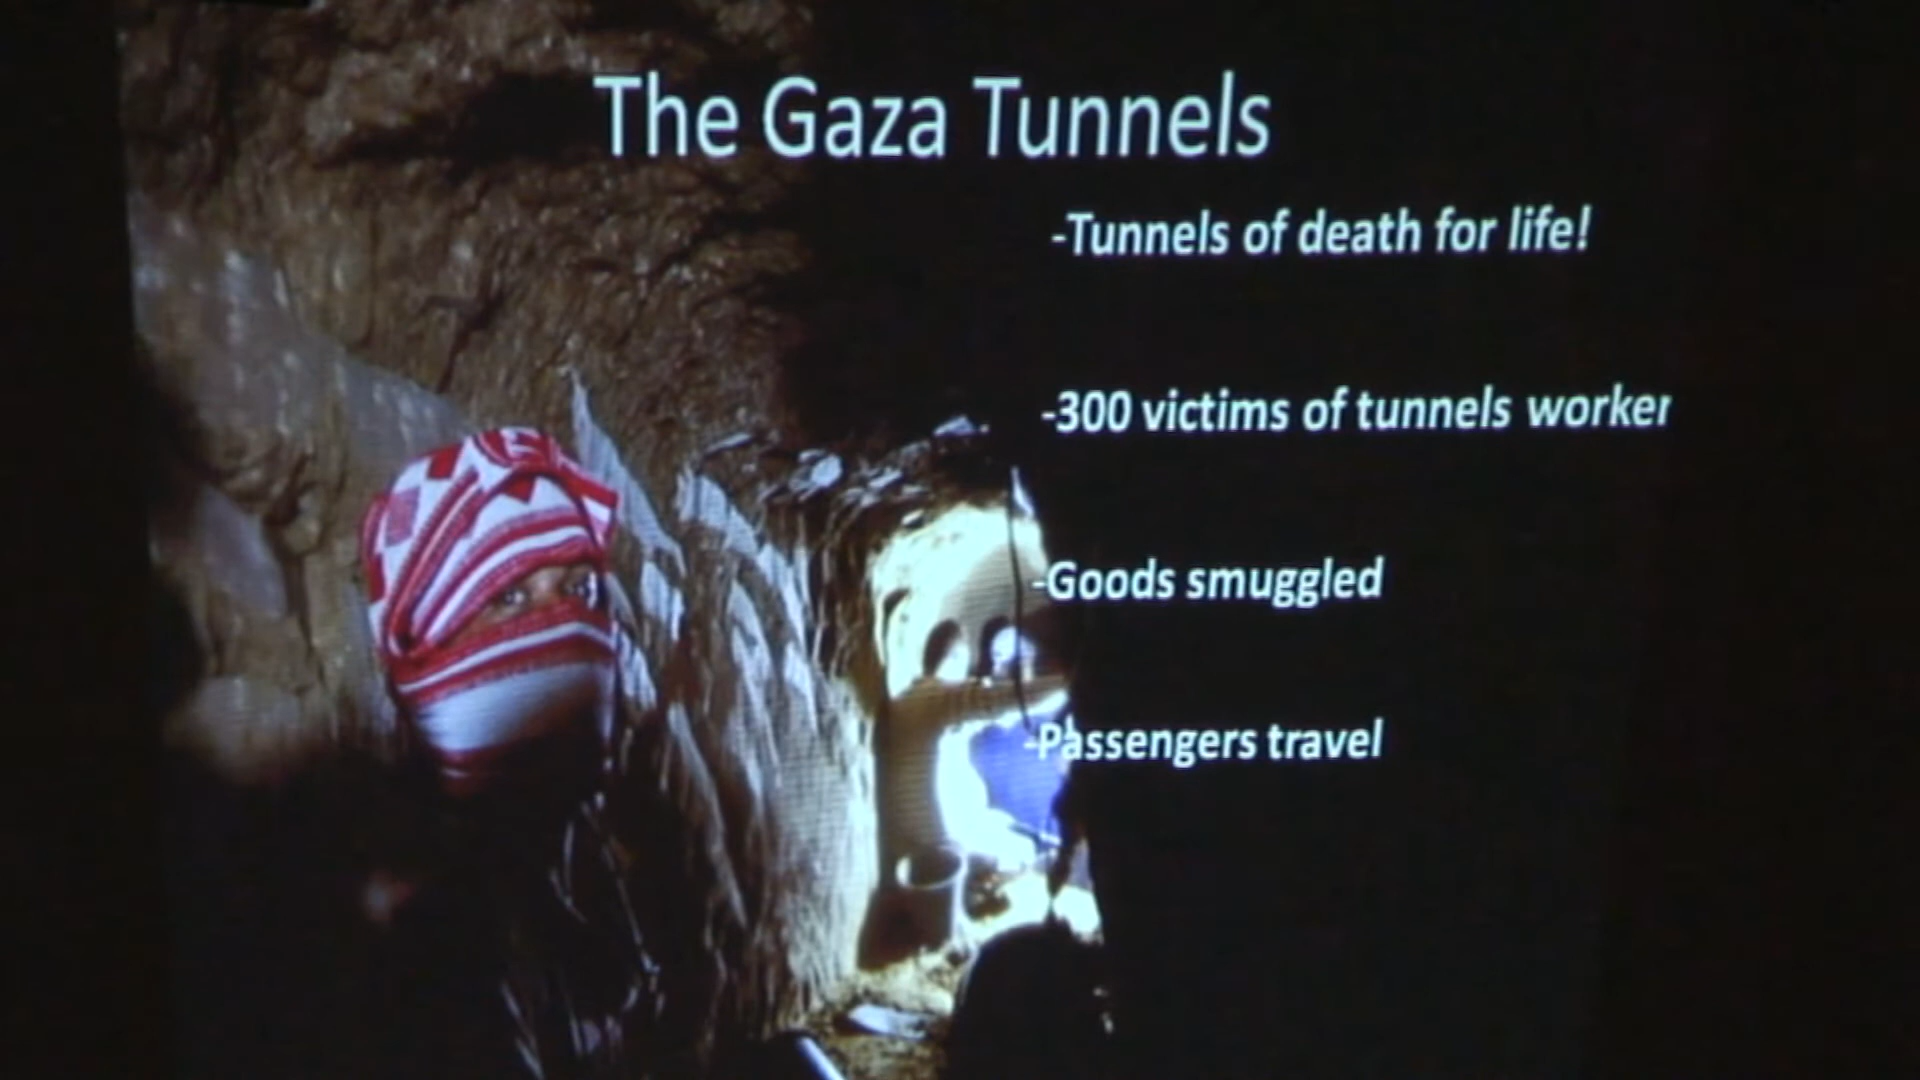 The Gaza Tunnels
-Tunnels of death for life!
-300 victims of tunnels worker
-Goods smuggled
-Passengers travel